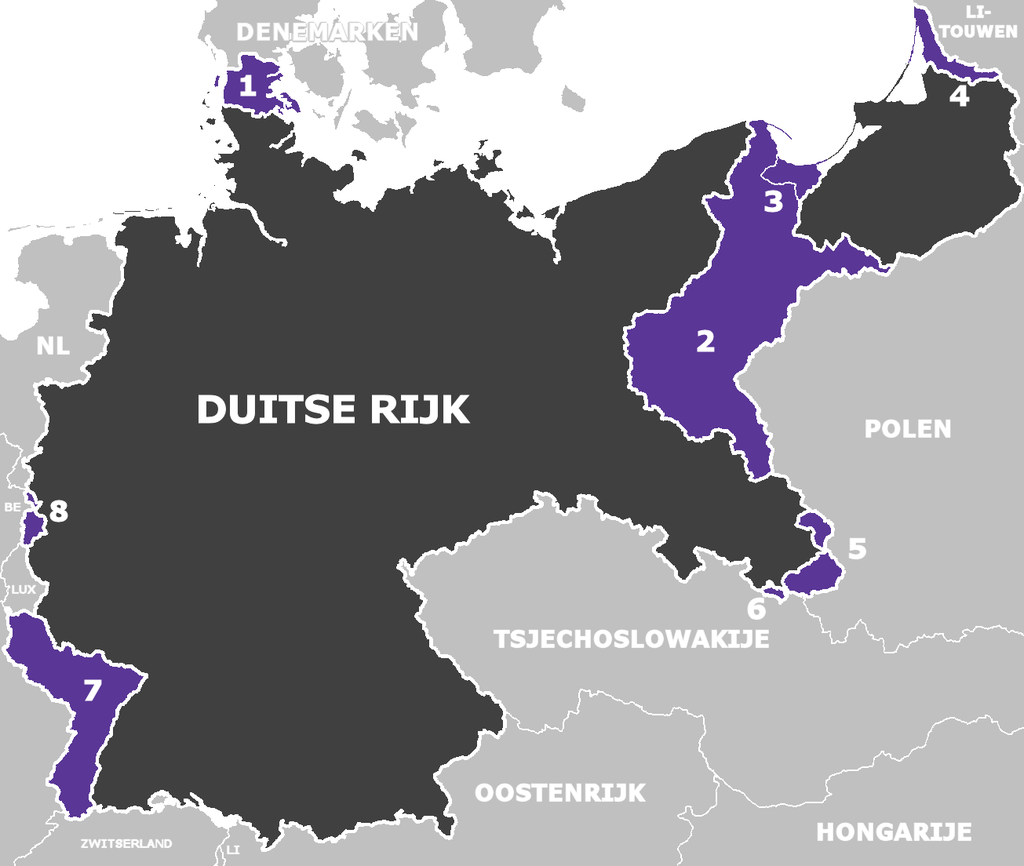 DENEMARKEN
LI-
TOUWEN
1
4
3
NL
2
DUITSE RIJK
POLEN
BE
8
5
LUX
6
TSJECHOSLOWAKIJE
7
OOSTENRIJK
HONGARIJE
ZWITSERLAND
LI